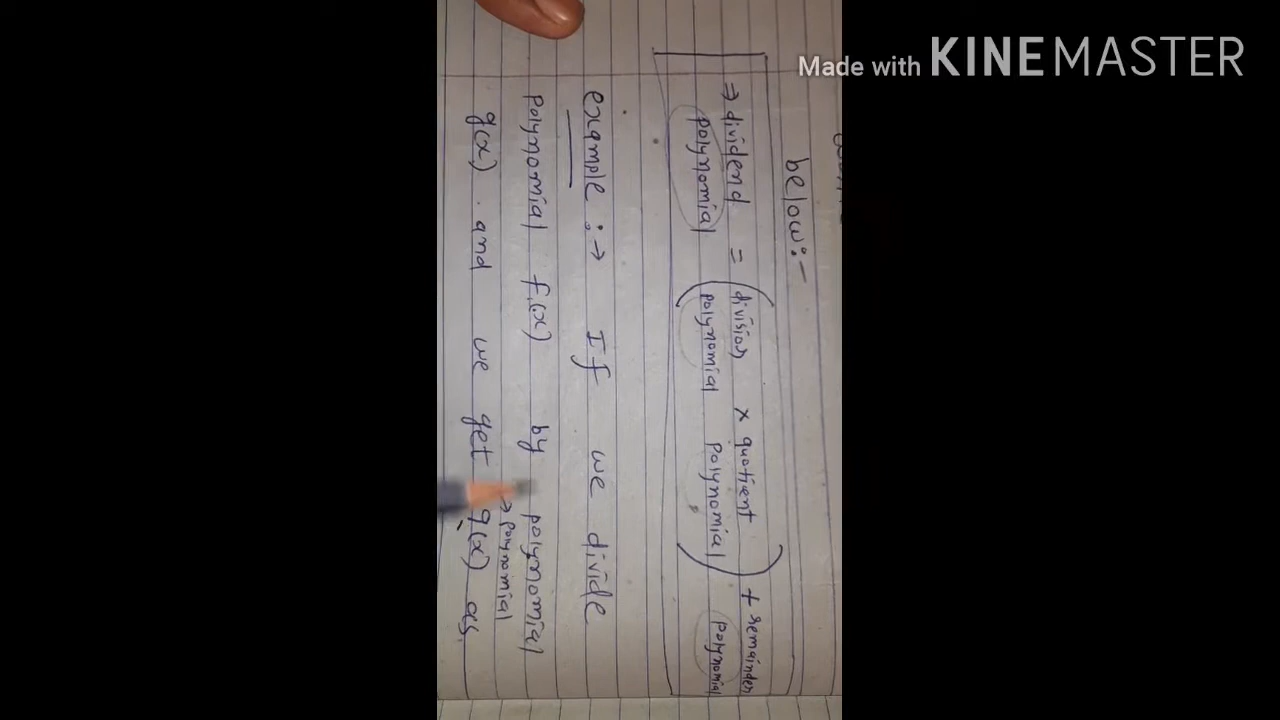 Made with KINEMASTER
below:-
⇒ dividend = (division × quotient) + remainder
polynomial polynomial polynomial polynomial
example :→ If we divide
polynomial f(x) by polynomial
→ polynomial
g(x) and we get q(x) as